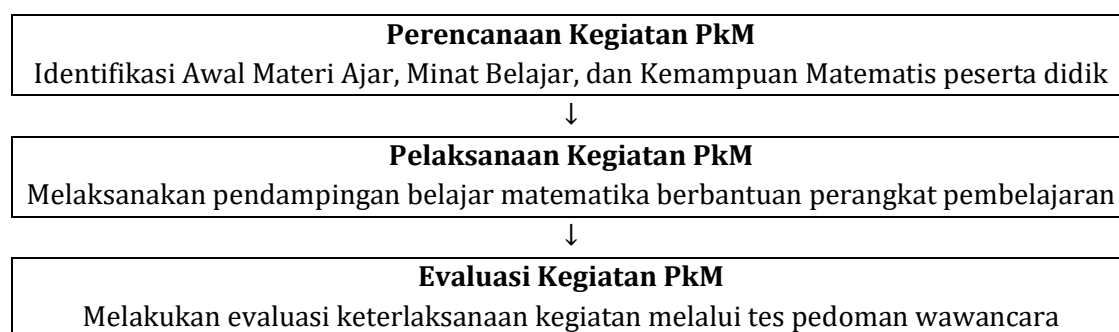 Perencanaan Kegiatan PkM
Identifikasi Awal Materi Ajar, Minat Belajar, dan Kemampuan Matematis peserta didik
↓
Pelaksanaan Kegiatan PkM
Melaksanakan pendampingan belajar matematika berbantuan perangkat pembelajaran
↓
Evaluasi Kegiatan PkM
Melakukan evaluasi keterlaksanaan kegiatan melalui tes pedoman wawancara